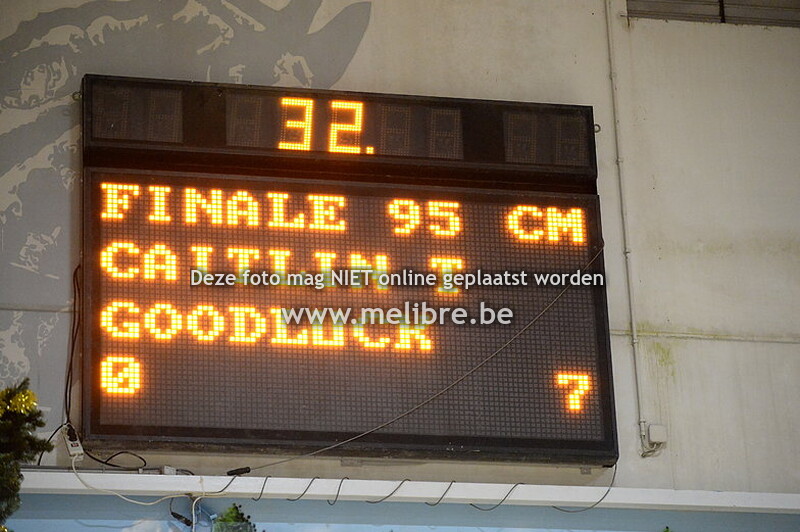 32.
FINALE 95 CM
CAITLIN T
Deze foto mag NIET online geplaatst worden
GOODLUCK
www.melibre.be
0 7